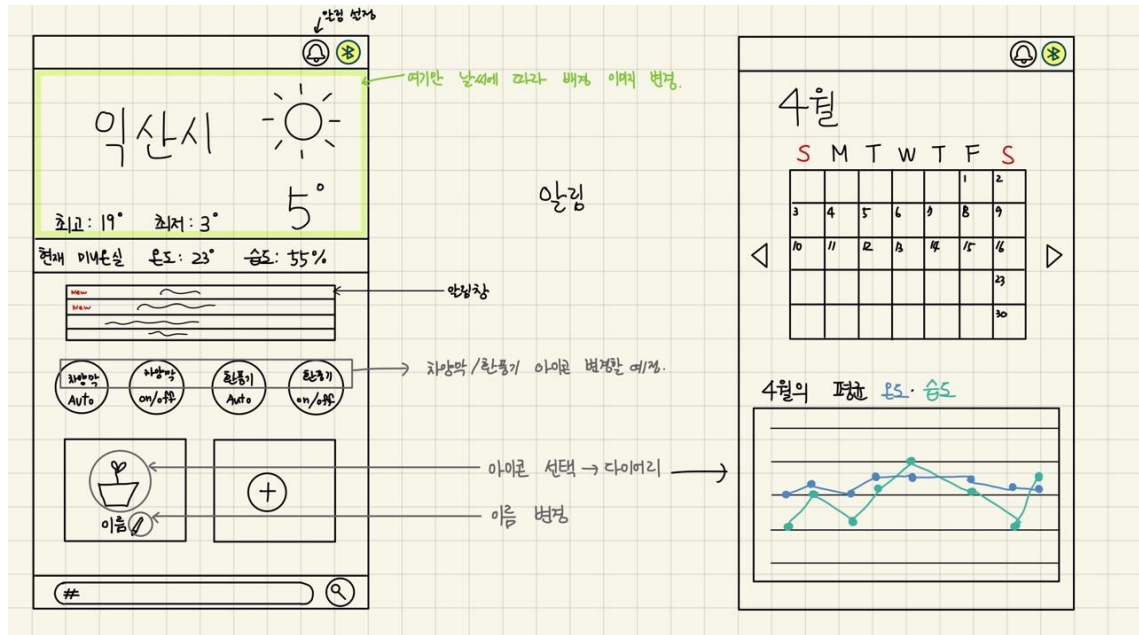 알림 설정
여기만 날씨에 따라 배경 이미지 변경.
익산시
5°
최고: 19° 최저: 3°
현재 미니온실 온도: 23° 습도: 55%
New
New
알림창
차양막 Auto
차양막 on/off
환풍기 Auto
환풍기 on/off
차양막/환풍기 아이콘 변경할 예정.
아이콘 선택 → 다이어리
이름
이름 변경
#
알림
4월
S M T W T F S
1 2
3 4 5 6 7 8 9
10 11 12 13 14 15 16
23
30
4월의 평균 온도·습도